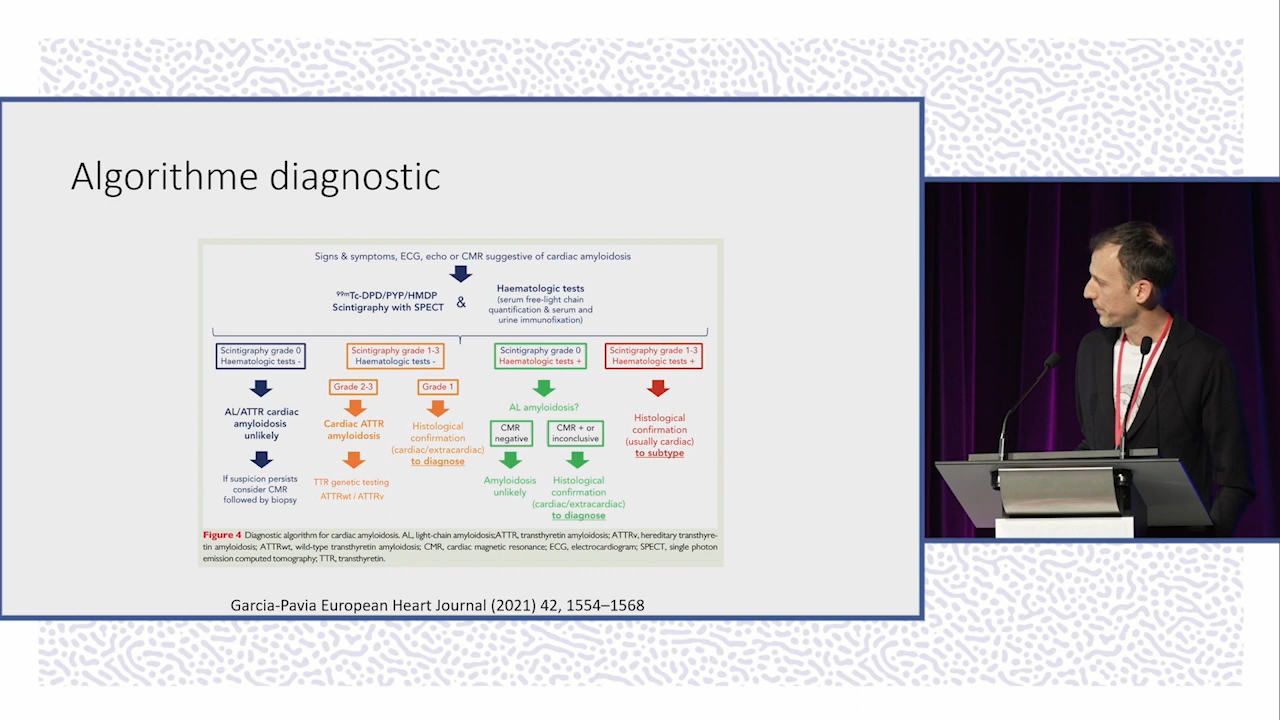 Algorithme diagnostic
Signs & symptoms, ECG, echo or CMR suggestive of cardiac amyloidosis
99mTc-DPD/PYP/HMDP
Scintigraphy with SPECT
&
Haematologic tests
(serum free-light chain
quantification & serum and
urine immunofixation)
Scintigraphy grade 0
Haematologic tests -
AL/ATTR cardiac
amyloidosis
unlikely
If suspicion persists
consider CMR
followed by biopsy
Scintigraphy grade 1-3
Haematologic tests -
Grade 2-3
Cardiac ATTR
amyloidosis
TTR genetic testing
ATTRwt / ATTRv
Grade 1
Histological
confirmation
(cardiac/extracardiac)
to diagnose
Scintigraphy grade 0
Haematologic tests +
AL amyloidosis?
CMR
negative
Amyloidosis
unlikely
CMR + or
inconclusive
Histological
confirmation
(cardiac/extracardiac)
to diagnose
Scintigraphy grade 1-3
Haematologic tests +
Histological
confirmation
(usually cardiac)
to subtype
Figure 4 Diagnostic algorithm for cardiac amyloidosis. AL, light-chain amyloidosis;ATTR, transthyretin amyloidosis; ATTRv, hereditary transthyre-
tin amyloidosis; ATTRwt, wild-type transthyretin amyloidosis; CMR, cardiac magnetic resonance; ECG, electrocardiogram; SPECT, single photon
emission computed tomography; TTR, transthyretin.
Garcia-Pavia European Heart Journal (2021) 42, 1554–1568